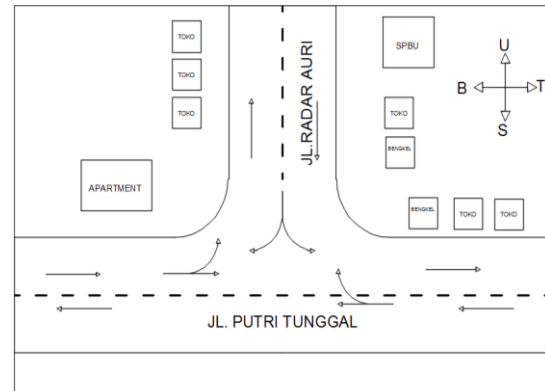 TOKO
TOKO
TOKO
APARTMENT
JL.RADAR AURI
SPBU
TOKO
BENGKEL
BENGKEL
TOKO
TOKO
U
B
T
S
JL. PUTRI TUNGGAL